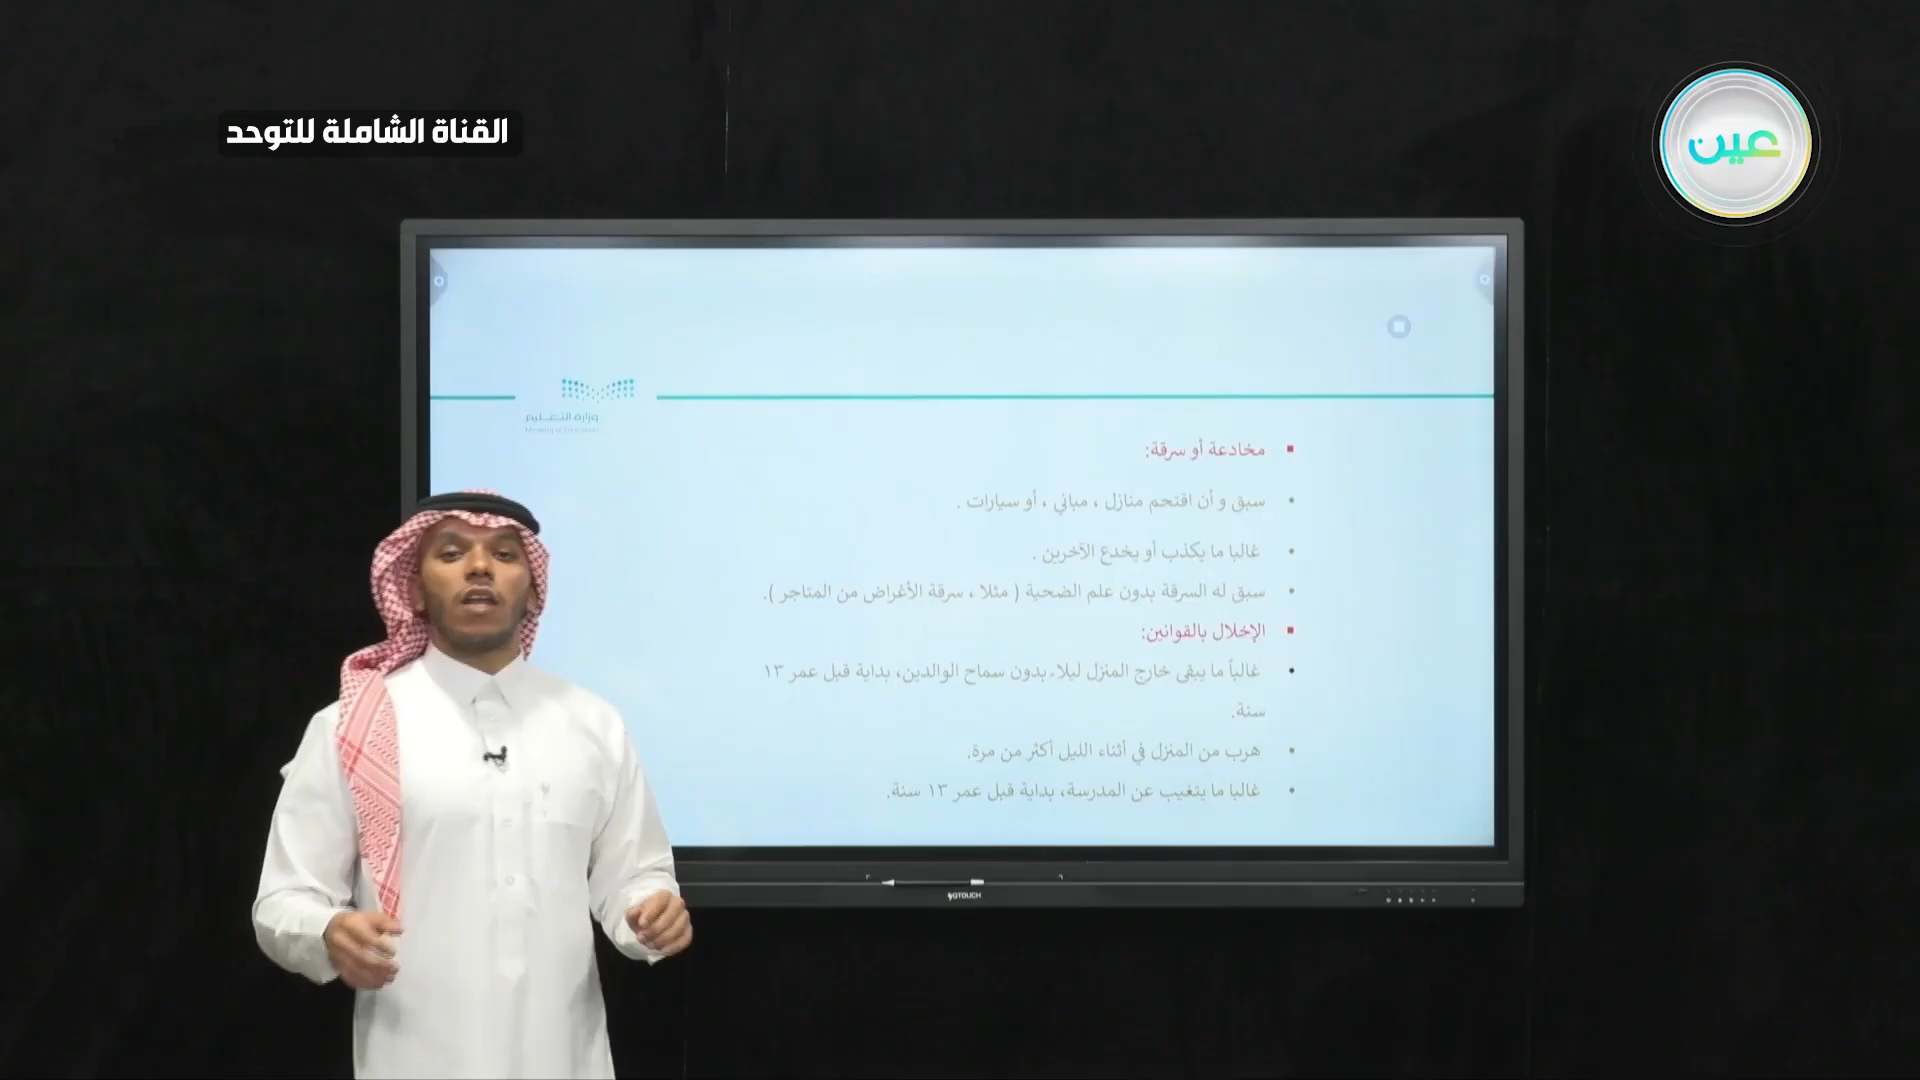 القناة الشاملة للتوحد
عين
وزارة التعليم
مخادعة أو سرقة:
سبق و أن اقتحم منازل ، مباني ، أو سيارات .
غالبا ما يكذب أو يخدع الآخرين .
سبق له السرقة بدون علم الضحية ( مثلا ، سرقة الأغراض من المتاجر ).
الإخلال بالقوانين:
غالباً ما يبقى خارج المنزل ليلاً بدون سماح الوالدين، بداية قبل عمر ١٣
سنة.
هرب من المنزل في أثناء الليل أكثر من مرة.
غالبا ما يتغيب عن المدرسة، بداية قبل عمر ١٣ سنة.